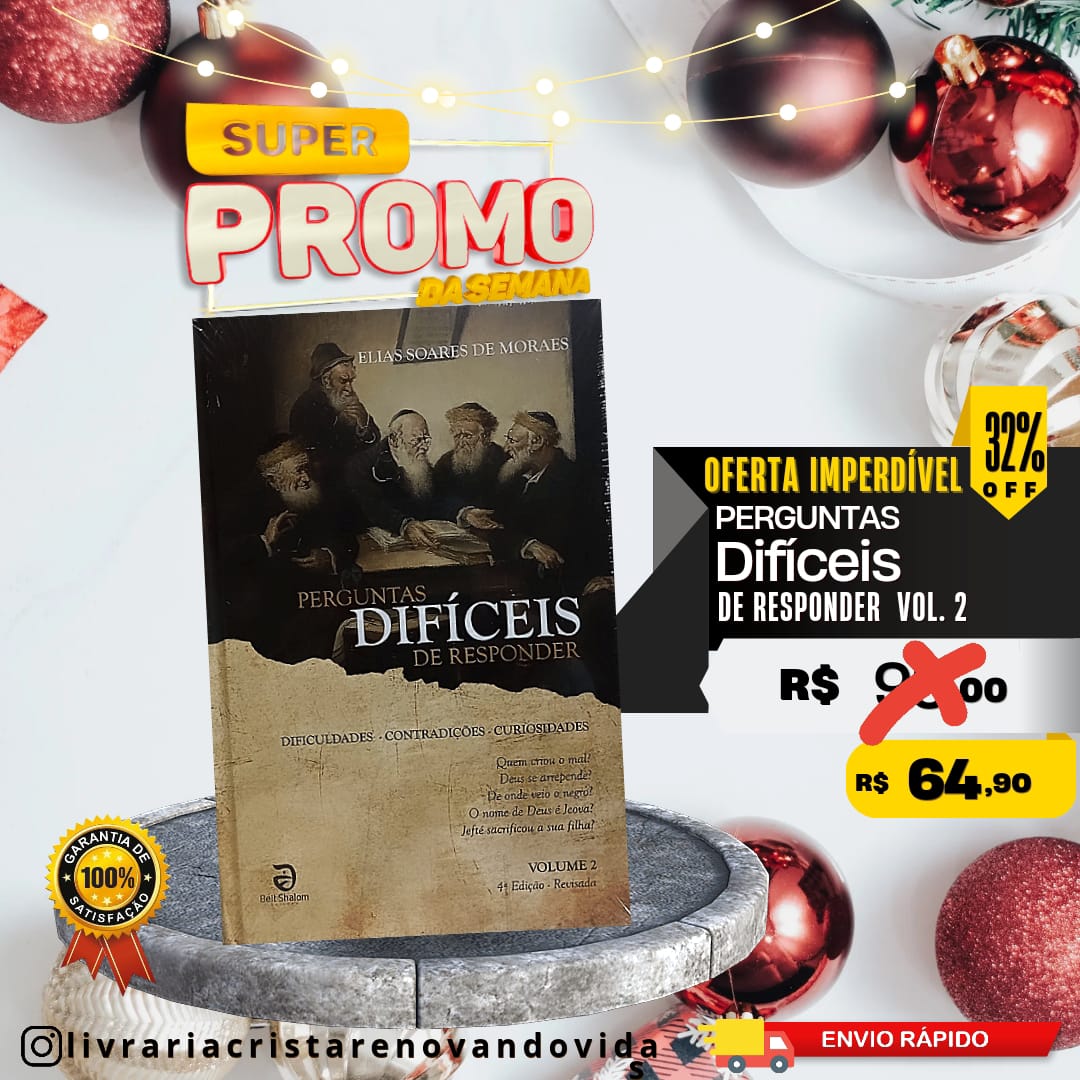 SUPER
PROMO
DA SEMANA
ELIAS SOARES DE MORAES
PERGUNTAS
DIFÍCEIS
DE RESPONDER
DIFICULDADES - CONTRADIÇÕES - CURIOSIDADES
Quem criou o mal?
Deus se arrepende?
De onde veio o negro?
O nome de Deus é Jeova?
Jefté sacrificou a sua filha?
VOLUME 2
4ª Edição - Revisada
Beit Shalom
32%
OFF
OFERTA IMPERDÍVEL
PERGUNTAS
Difíceis
DE RESPONDER VOL. 2
R$ 00
R$ 64,90
GARANTIA DE
100%
SATISFAÇÃO
livrariacristarenovandovida
s
ENVIO RÁPIDO